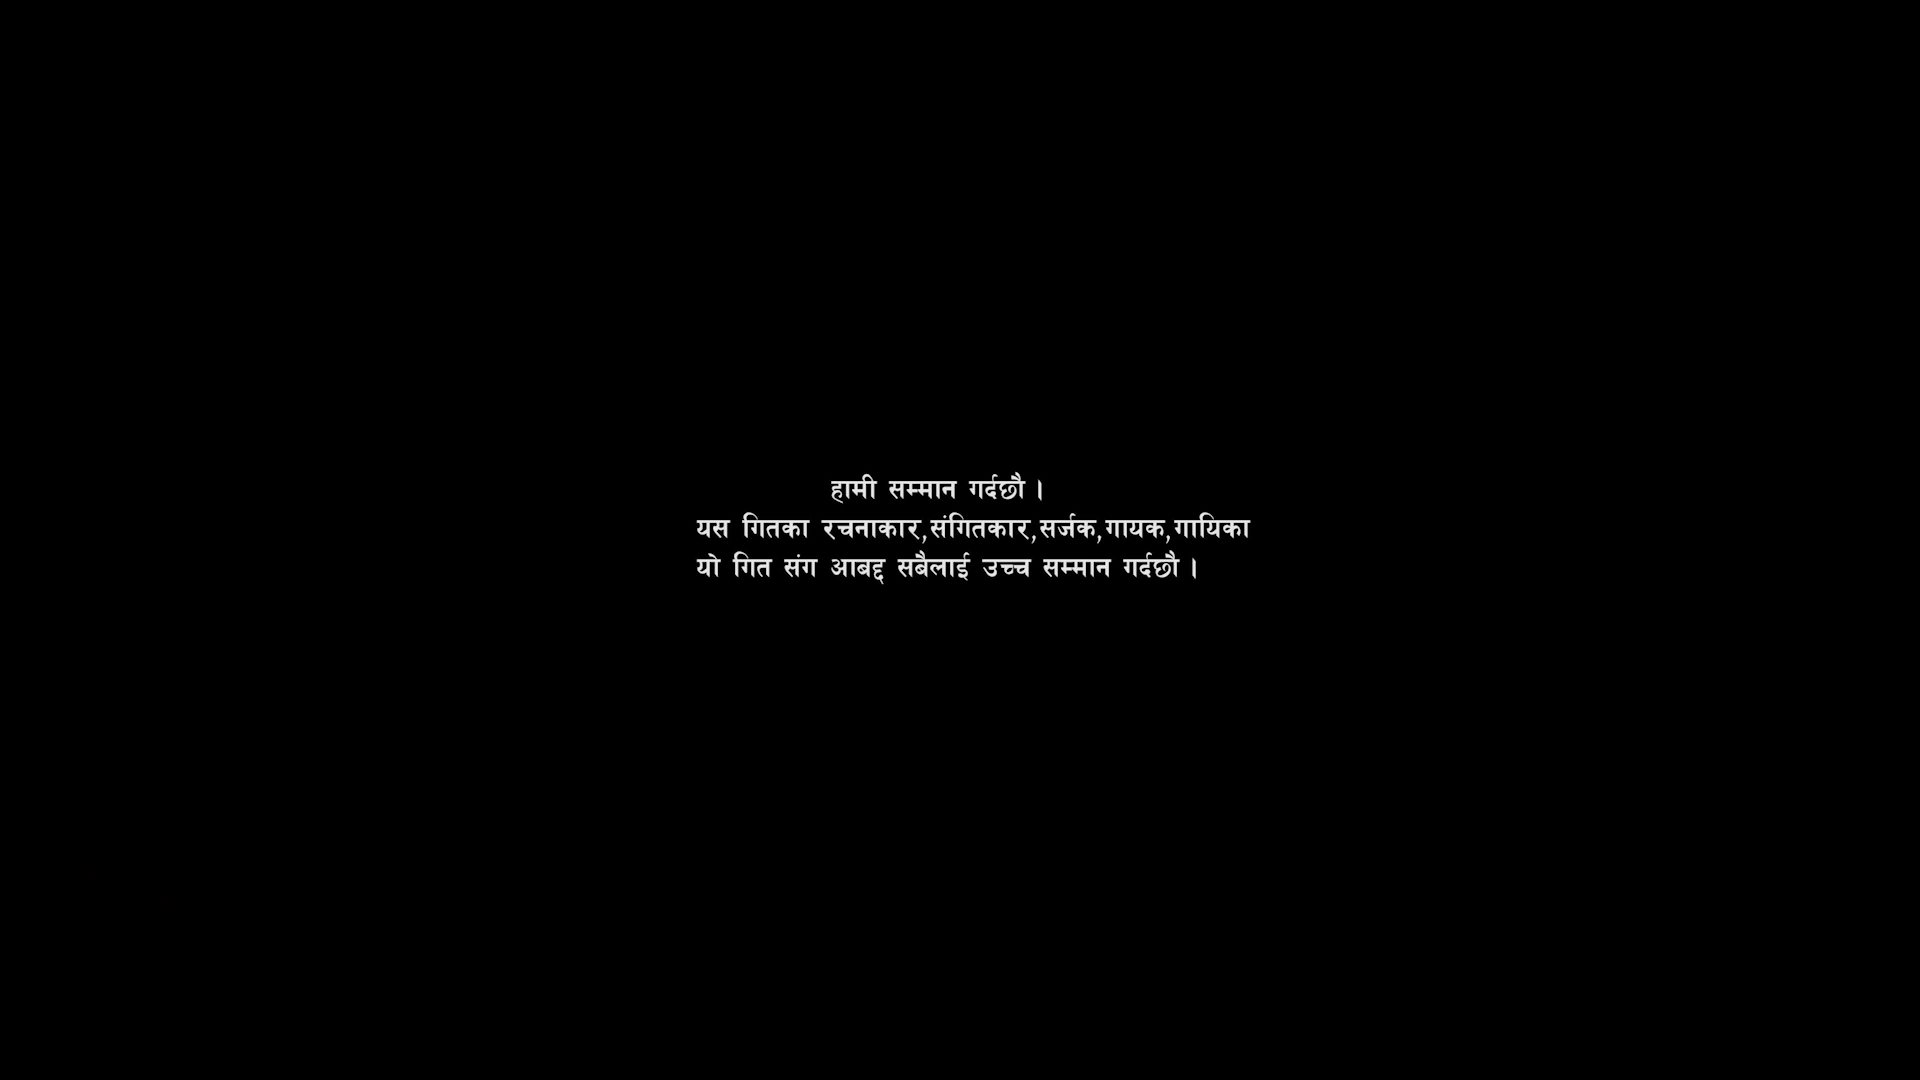 हामी सम्मान गर्दछौ ।
यस गितका रचनाकार,संगितकार,सर्जक,गायक,गायिका
यो गित संग आबद्द सबैलाई उच्च सम्मान गर्दछौ ।